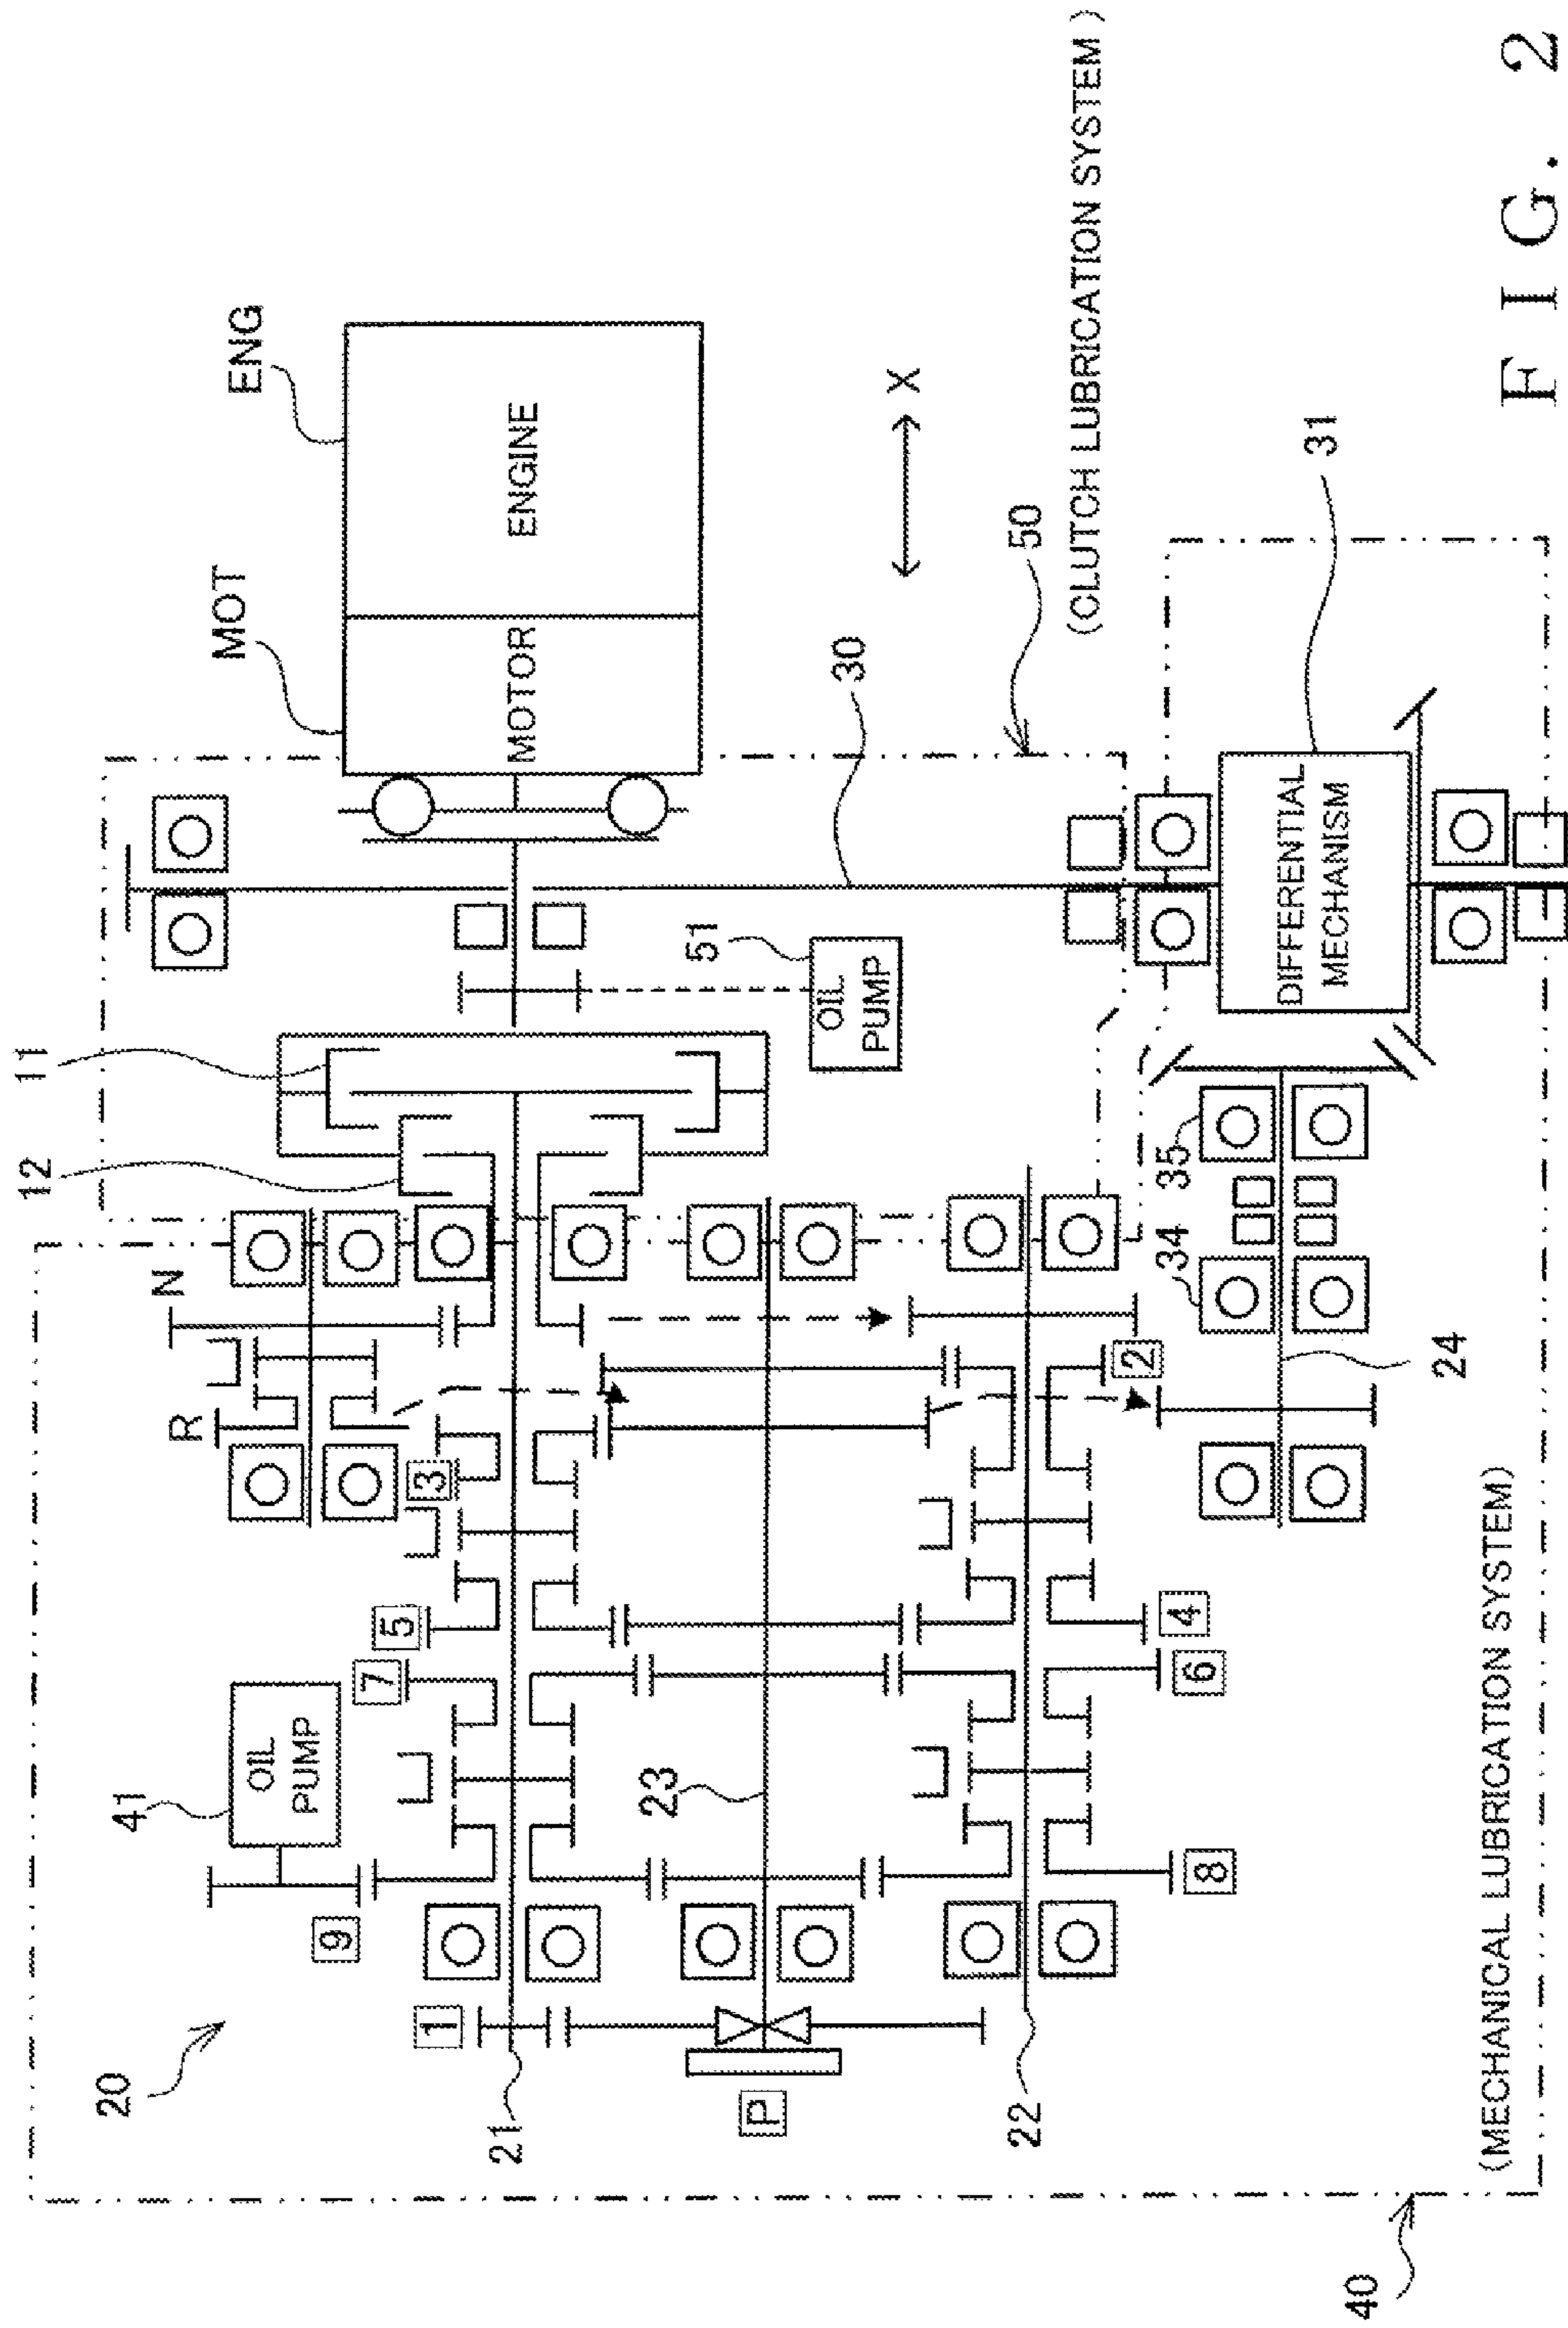 ENG
ENGINE
MOT
MOTOR
X
50
(CLUTCH LUBRICATION SYSTEM )
30
31
DIFFERENTIAL
MECHANISM
51
OIL
PUMP
11
12
N
R
34
35
24
2
3
4
5
6
7
8
9
1
P
41
OIL
PUMP
20
21
22
23
(MECHANICAL LUBRICATION SYSTEM)
40
F I G. 2